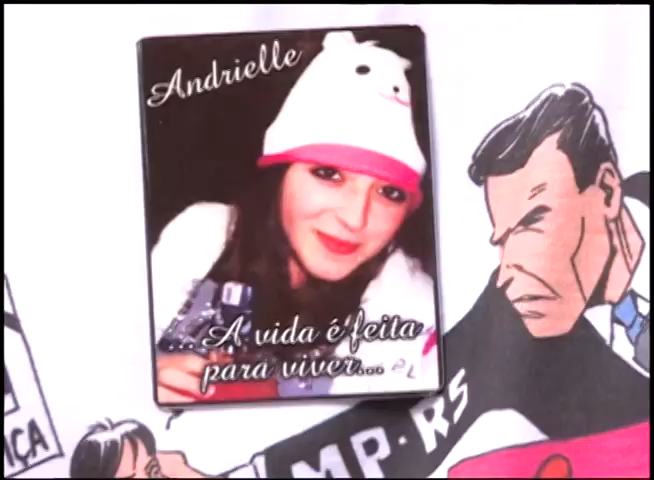 Andrielle
... A vida é feita
para viver...
MP-RS